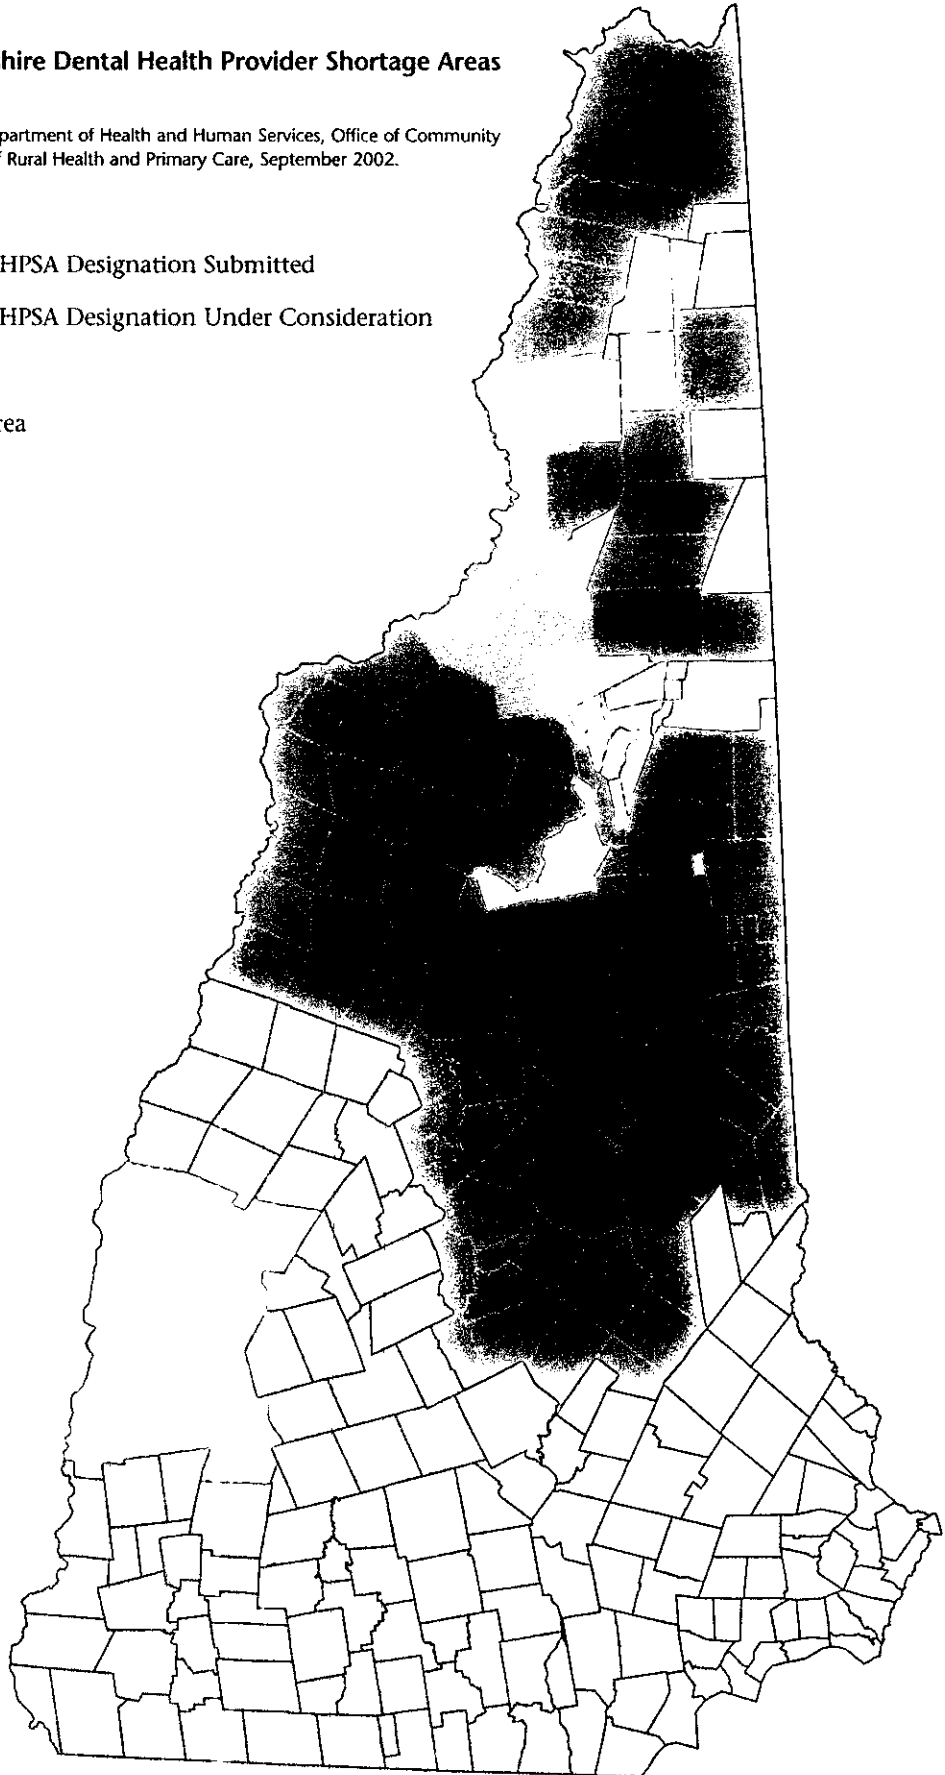 hire Dental Health Provider Shortage Areas
partment of Health and Human Services, Office of Community
f Rural Health and Primary Care, September 2002.
HPSA Designation Submitted
HPSA Designation Under Consideration
rea